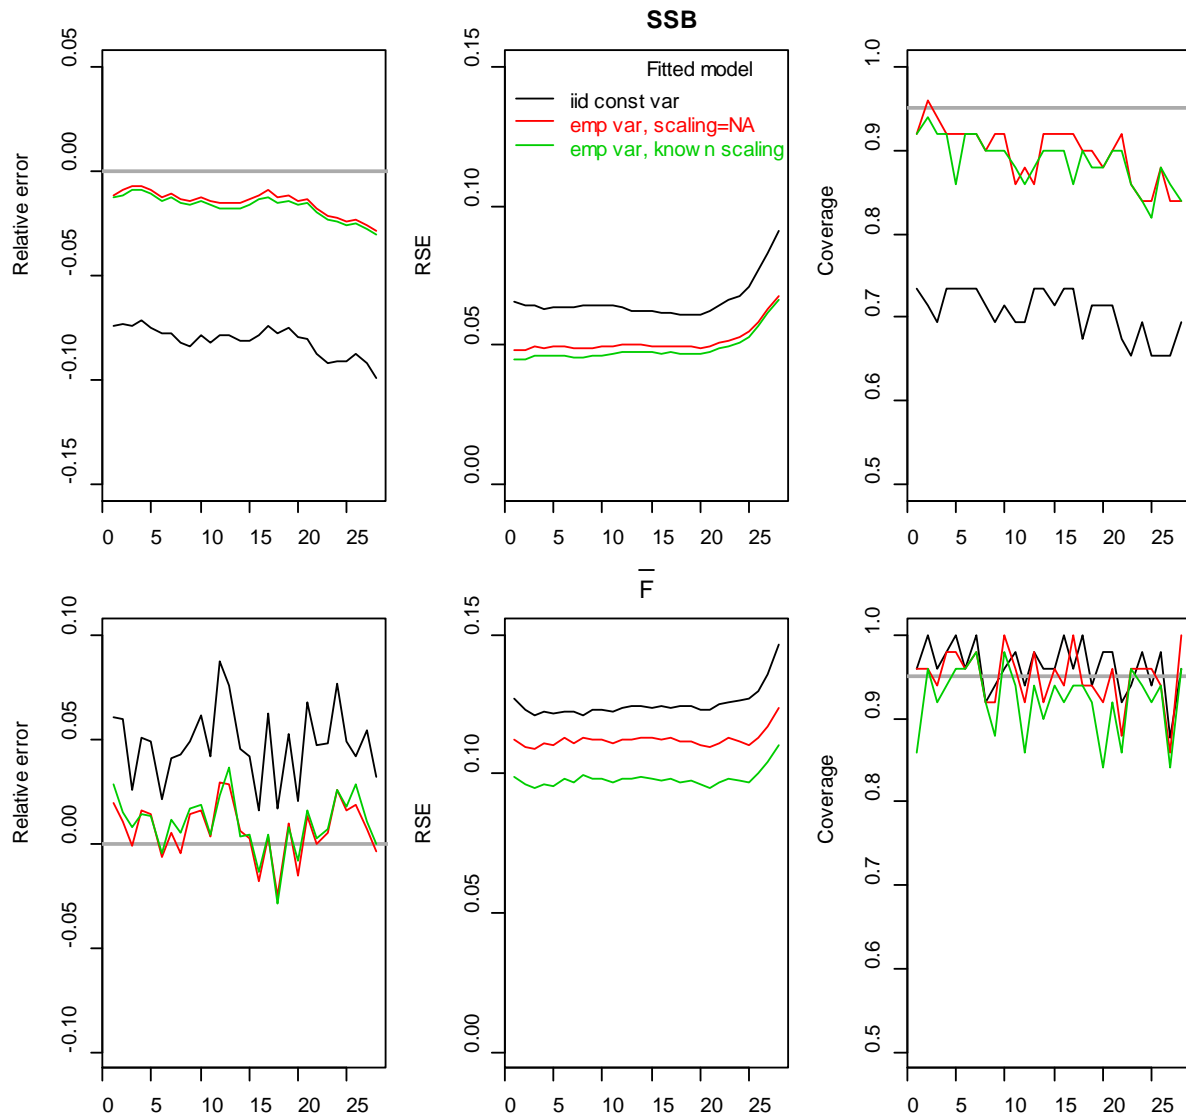 SSB
Relative error
0.05
0.00
-0.05
-0.10
-0.15
0 5 10 15 20 25
RSE
0.15
0.10
0.05
0.00
Fitted model
iid const var
emp var, scaling=NA
emp var, know n scaling
0 5 10 15 20 25
Coverage
1.0
0.9
0.8
0.7
0.6
0.5
0 5 10 15 20 25
F̅
Relative error
0.10
0.05
0.00
-0.05
-0.10
0 5 10 15 20 25
RSE
0.15
0.10
0.05
0.00
0 5 10 15 20 25
Coverage
1.0
0.9
0.8
0.7
0.6
0.5
0 5 10 15 20 25